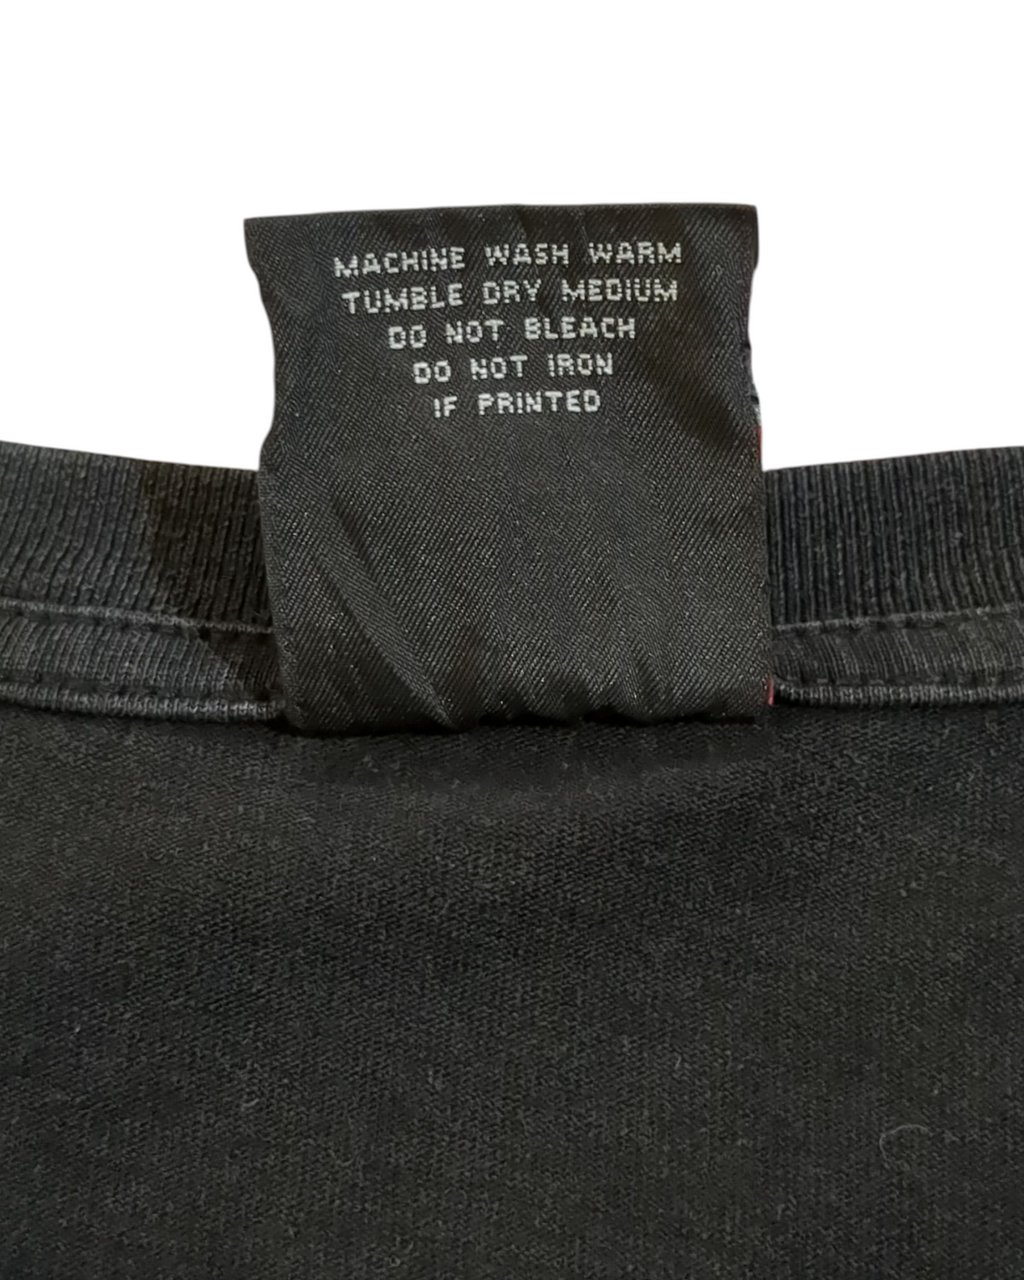 MACHINE WASH WARM
TUMBLE DRY MEDIUM
DO NOT BLEACH
DO NOT IRON
IF PRINTED